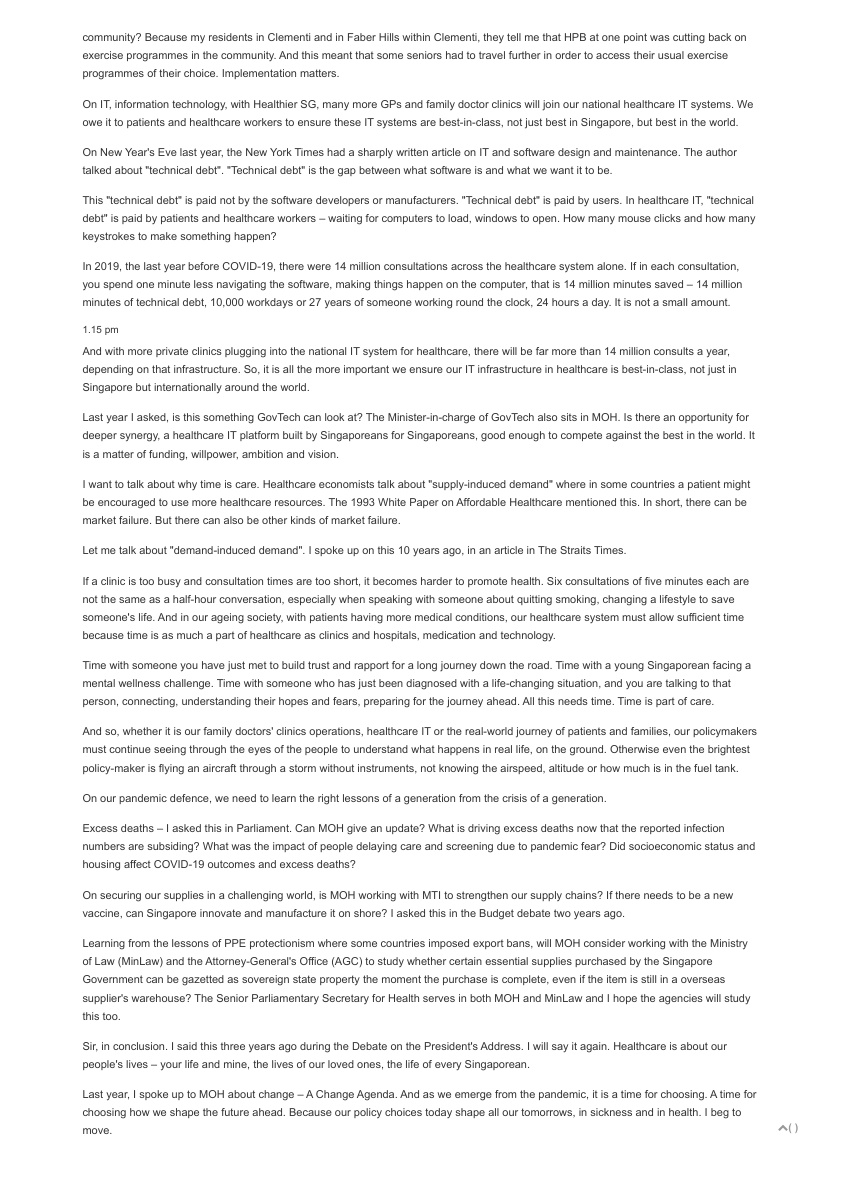 community? Because my residents in Clementi and in Faber Hills within Clementi, they tell me that HPB at one point was cutting back on
exercise programmes in the community. And this meant that some seniors had to travel further in order to access their usual exercise
programmes of their choice. Implementation matters.
On IT, information technology, with Healthier SG, many more GPs and family doctor clinics will join our national healthcare IT systems. We
owe it to patients and healthcare workers to ensure these IT systems are best-in-class, not just best in Singapore, but best in the world.
On New Year's Eve last year, the New York Times had a sharply written article on IT and software design and maintenance. The author
talked about "technical debt". "Technical debt" is the gap between what software is and what we want it to be.
This "technical debt" is paid not by the software developers or manufacturers. "Technical debt" is paid by users. In healthcare IT, "technical
debt" is paid by patients and healthcare workers – waiting for computers to load, windows to open. How many mouse clicks and how many
keystrokes to make something happen?
In 2019, the last year before COVID-19, there were 14 million consultations across the healthcare system alone. If in each consultation,
you spend one minute less navigating the software, making things happen on the computer, that is 14 million minutes saved – 14 million
minutes of technical debt, 10,000 workdays or 27 years of someone working round the clock, 24 hours a day. It is not a small amount.
1.15 pm
And with more private clinics plugging into the national IT system for healthcare, there will be far more than 14 million consults a year,
depending on that infrastructure. So, it is all the more important we ensure our IT infrastructure in healthcare is best-in-class, not just in
Singapore but internationally around the world.
Last year I asked, is this something GovTech can look at? The Minister-in-charge of GovTech also sits in MOH. Is there an opportunity for
deeper synergy, a healthcare IT platform built by Singaporeans for Singaporeans, good enough to compete against the best in the world. It
is a matter of funding, willpower, ambition and vision.
I want to talk about why time is care. Healthcare economists talk about "supply-induced demand" where in some countries a patient might
be encouraged to use more healthcare resources. The 1993 White Paper on Affordable Healthcare mentioned this. In short, there can be
market failure. But there can also be other kinds of market failure.
Let me talk about "demand-induced demand". I spoke up on this 10 years ago, in an article in The Straits Times.
If a clinic is too busy and consultation times are too short, it becomes harder to promote health. Six consultations of five minutes each are
not the same as a half-hour conversation, especially when speaking with someone about quitting smoking, changing a lifestyle to save
someone's life. And in our ageing society, with patients having more medical conditions, our healthcare system must allow sufficient time
because time is as much a part of healthcare as clinics and hospitals, medication and technology.
Time with someone you have just met to build trust and rapport for a long journey down the road. Time with a young Singaporean facing a
mental wellness challenge. Time with someone who has just been diagnosed with a life-changing situation, and you are talking to that
person, connecting, understanding their hopes and fears, preparing for the journey ahead. All this needs time. Time is part of care.
And so, whether it is our family doctors' clinics operations, healthcare IT or the real-world journey of patients and families, our policymakers
must continue seeing through the eyes of the people to understand what happens in real life, on the ground. Otherwise even the brightest
policy-maker is flying an aircraft through a storm without instruments, not knowing the airspeed, altitude or how much is in the fuel tank.
On our pandemic defence, we need to learn the right lessons of a generation from the crisis of a generation.
Excess deaths – I asked this in Parliament. Can MOH give an update? What is driving excess deaths now that the reported infection
numbers are subsiding? What was the impact of people delaying care and screening due to pandemic fear? Did socioeconomic status and
housing affect COVID-19 outcomes and excess deaths?
On securing our supplies in a challenging world, is MOH working with MTI to strengthen our supply chains? If there needs to be a new
vaccine, can Singapore innovate and manufacture it on shore? I asked this in the Budget debate two years ago.
Learning from the lessons of PPE protectionism where some countries imposed export bans, will MOH consider working with the Ministry
of Law (MinLaw) and the Attorney-General's Office (AGC) to study whether certain essential supplies purchased by the Singapore
Government can be gazetted as sovereign state property the moment the purchase is complete, even if the item is still in a overseas
supplier's warehouse? The Senior Parliamentary Secretary for Health serves in both MOH and MinLaw and I hope the agencies will study
this too.
Sir, in conclusion. I said this three years ago during the Debate on the President's Address. I will say it again. Healthcare is about our
people's lives – your life and mine, the lives of our loved ones, the life of every Singaporean.
Last year, I spoke up to MOH about change – A Change Agenda. And as we emerge from the pandemic, it is a time for choosing. A time for
choosing how we shape the future ahead. Because our policy choices today shape all our tomorrows, in sickness and in health. I beg to
move.
( )